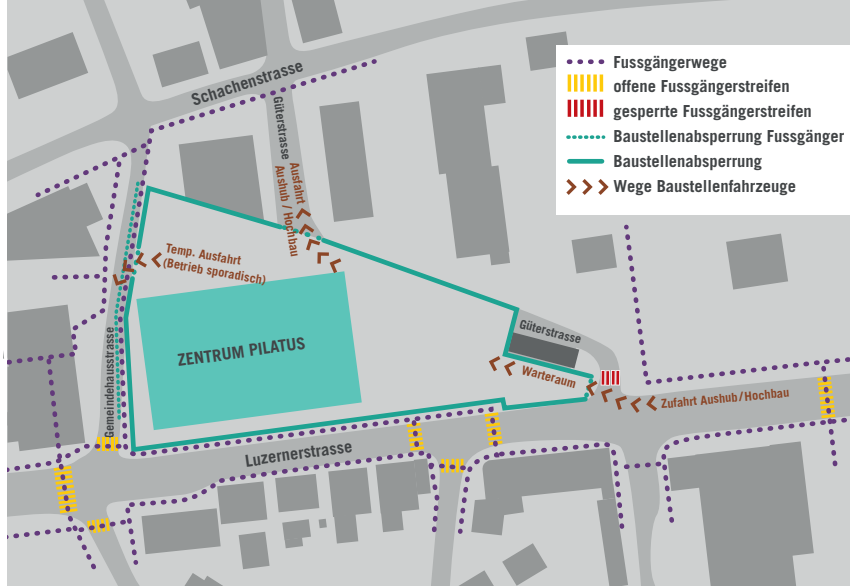 Fussgängerwege
offene Fussgängerstreifen
gesperrte Fussgängerstreifen
Baustellenabsperrung Fussgänger
Baustellenabsperrung
Wege Baustellenfahrzeuge
Schachenstrasse
Güterstrasse
Ausfahrt
Aushub / Hochbau
Temp. Ausfahrt
(Betrieb sporadisch)
Gemeindehausstrasse
ZENTRUM PILATUS
Güterstrasse
Warteraum
Zufahrt Aushub/Hochbau
Luzernerstrasse